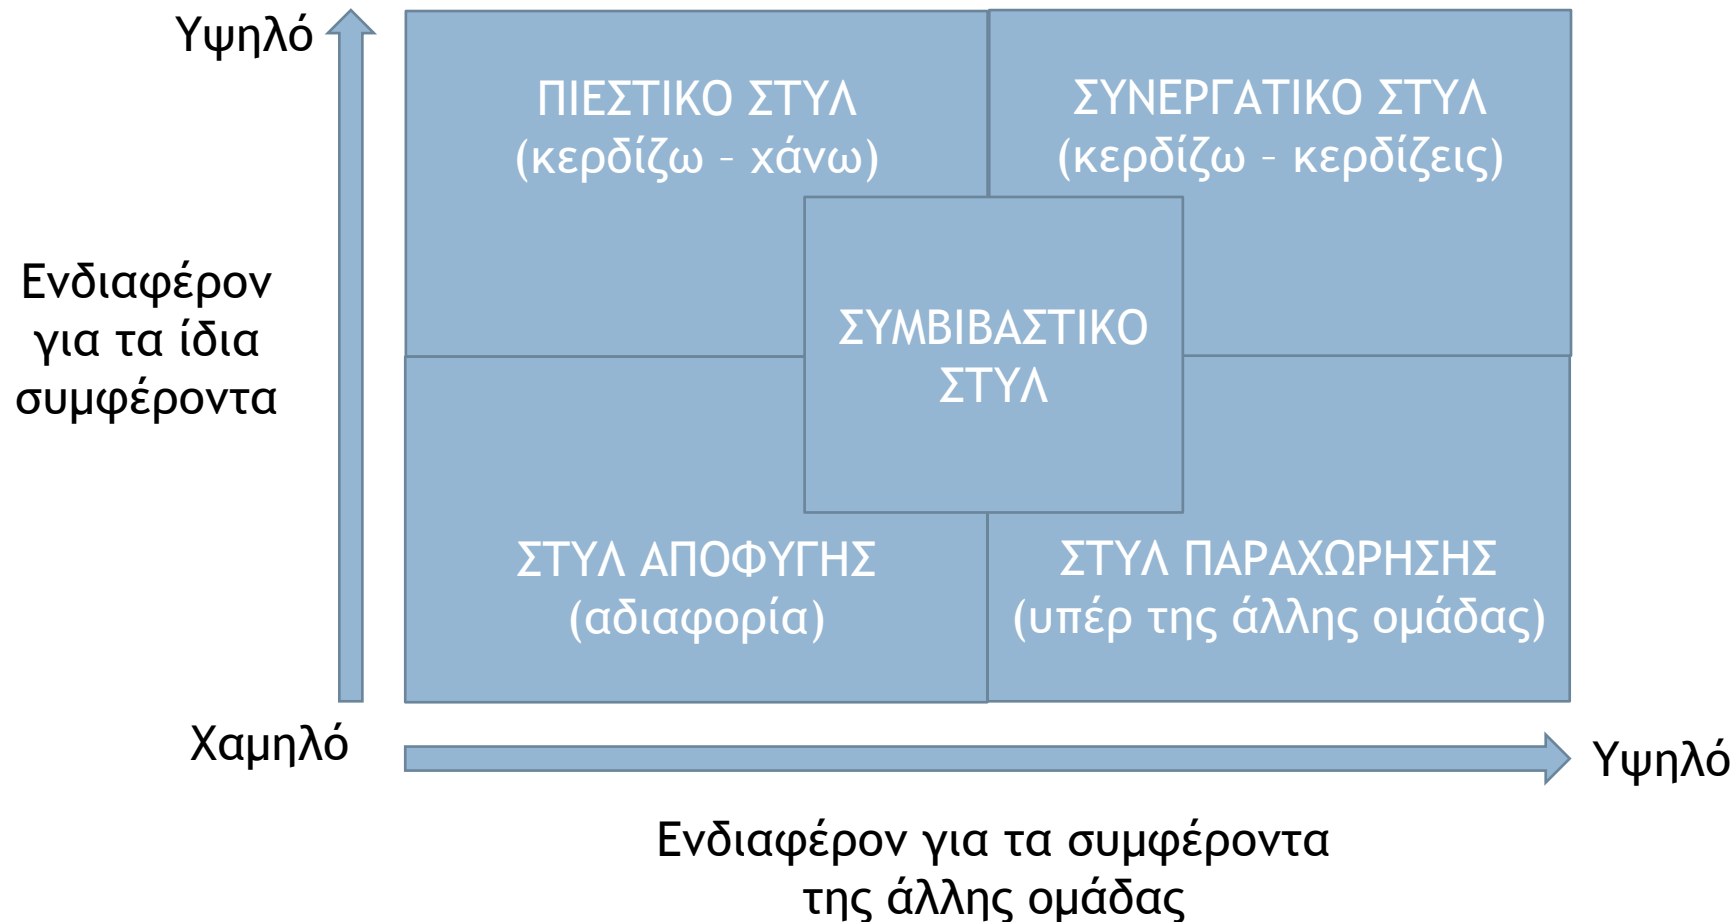 Υψηλό
ΠΙΕΣΤΙΚΟ ΣΤΥΛ
(κερδίζω – χάνω)
ΣΥΝΕΡΓΑΤΙΚΟ ΣΤΥΛ
(κερδίζω – κερδίζεις)
Ενδιαφέρον
για τα ίδια
συμφέροντα
ΣΥΜΒΙΒΑΣΤΙΚΟ
ΣΤΥΛ
ΣΤΥΛ ΑΠΟΦΥΓΗΣ
(αδιαφορία)
ΣΤΥΛ ΠΑΡΑΧΩΡΗΣΗΣ
(υπέρ της άλλης ομάδας)
Χαμηλό
Υψηλό
Ενδιαφέρον για τα συμφέροντα
της άλλης ομάδας